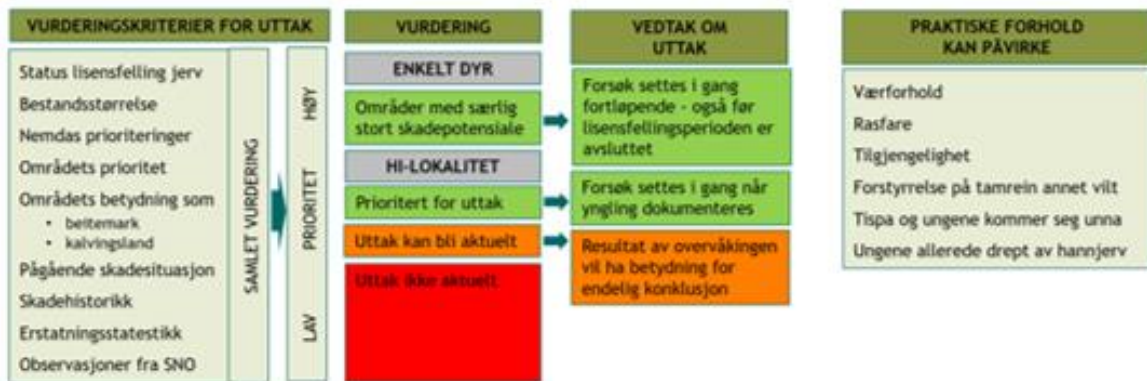 VURDERINGSKRITERIER FOR UTTAK
Status lisensfelling jerv
Bestandsstørrelse
Nemdas prioriteringer
Områdets prioritet
Områdets betydning som
• beitemark
• kalvingsland
Pågående skadesituasjon
Skadehistorikk
Erstatningsstatestikk
Observasjoner fra SNO
SAMLET VURDERING
HØY
PRIORITET
LAV
VURDERING
ENKELT DYR
Områder med særlig
stort skadepotensiale
HI-LOKALITET
Prioritert for uttak
Uttak kan bli aktuelt
Uttak ikke aktuelt
VEDTAK OM
UTTAK
Forsøk settes i gang
fortløpende - også før
lisensfellingsperioden er
avsluttet
Forsøk settes i gang når
yngling dokumenteres
Resultat av overvåkingen
vil ha betydning for
endelig konklusjon
PRAKTISKE FORHOLD
KAN PÅVIRKE
Værforhold
Rasfare
Tilgjengelighet
Forstyrrelse på tamrein annet vilt
Tispa og ungene kommer seg unna
Ungene allerede drept av hannjerv